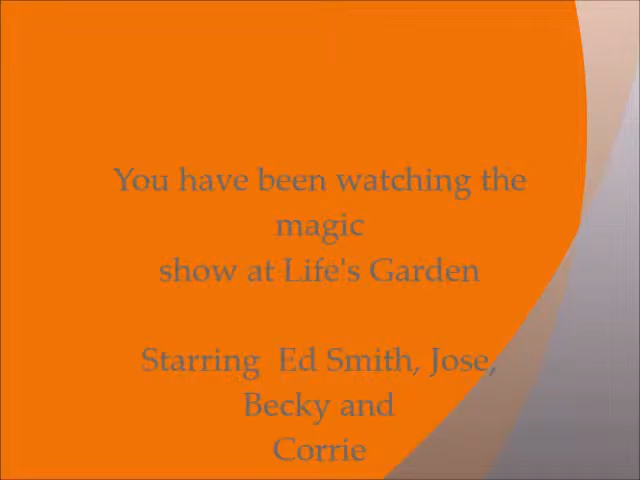 You have been watching the
magic
show at Life's Garden
Starring  Ed Smith, Jose,
Becky and
Corrie